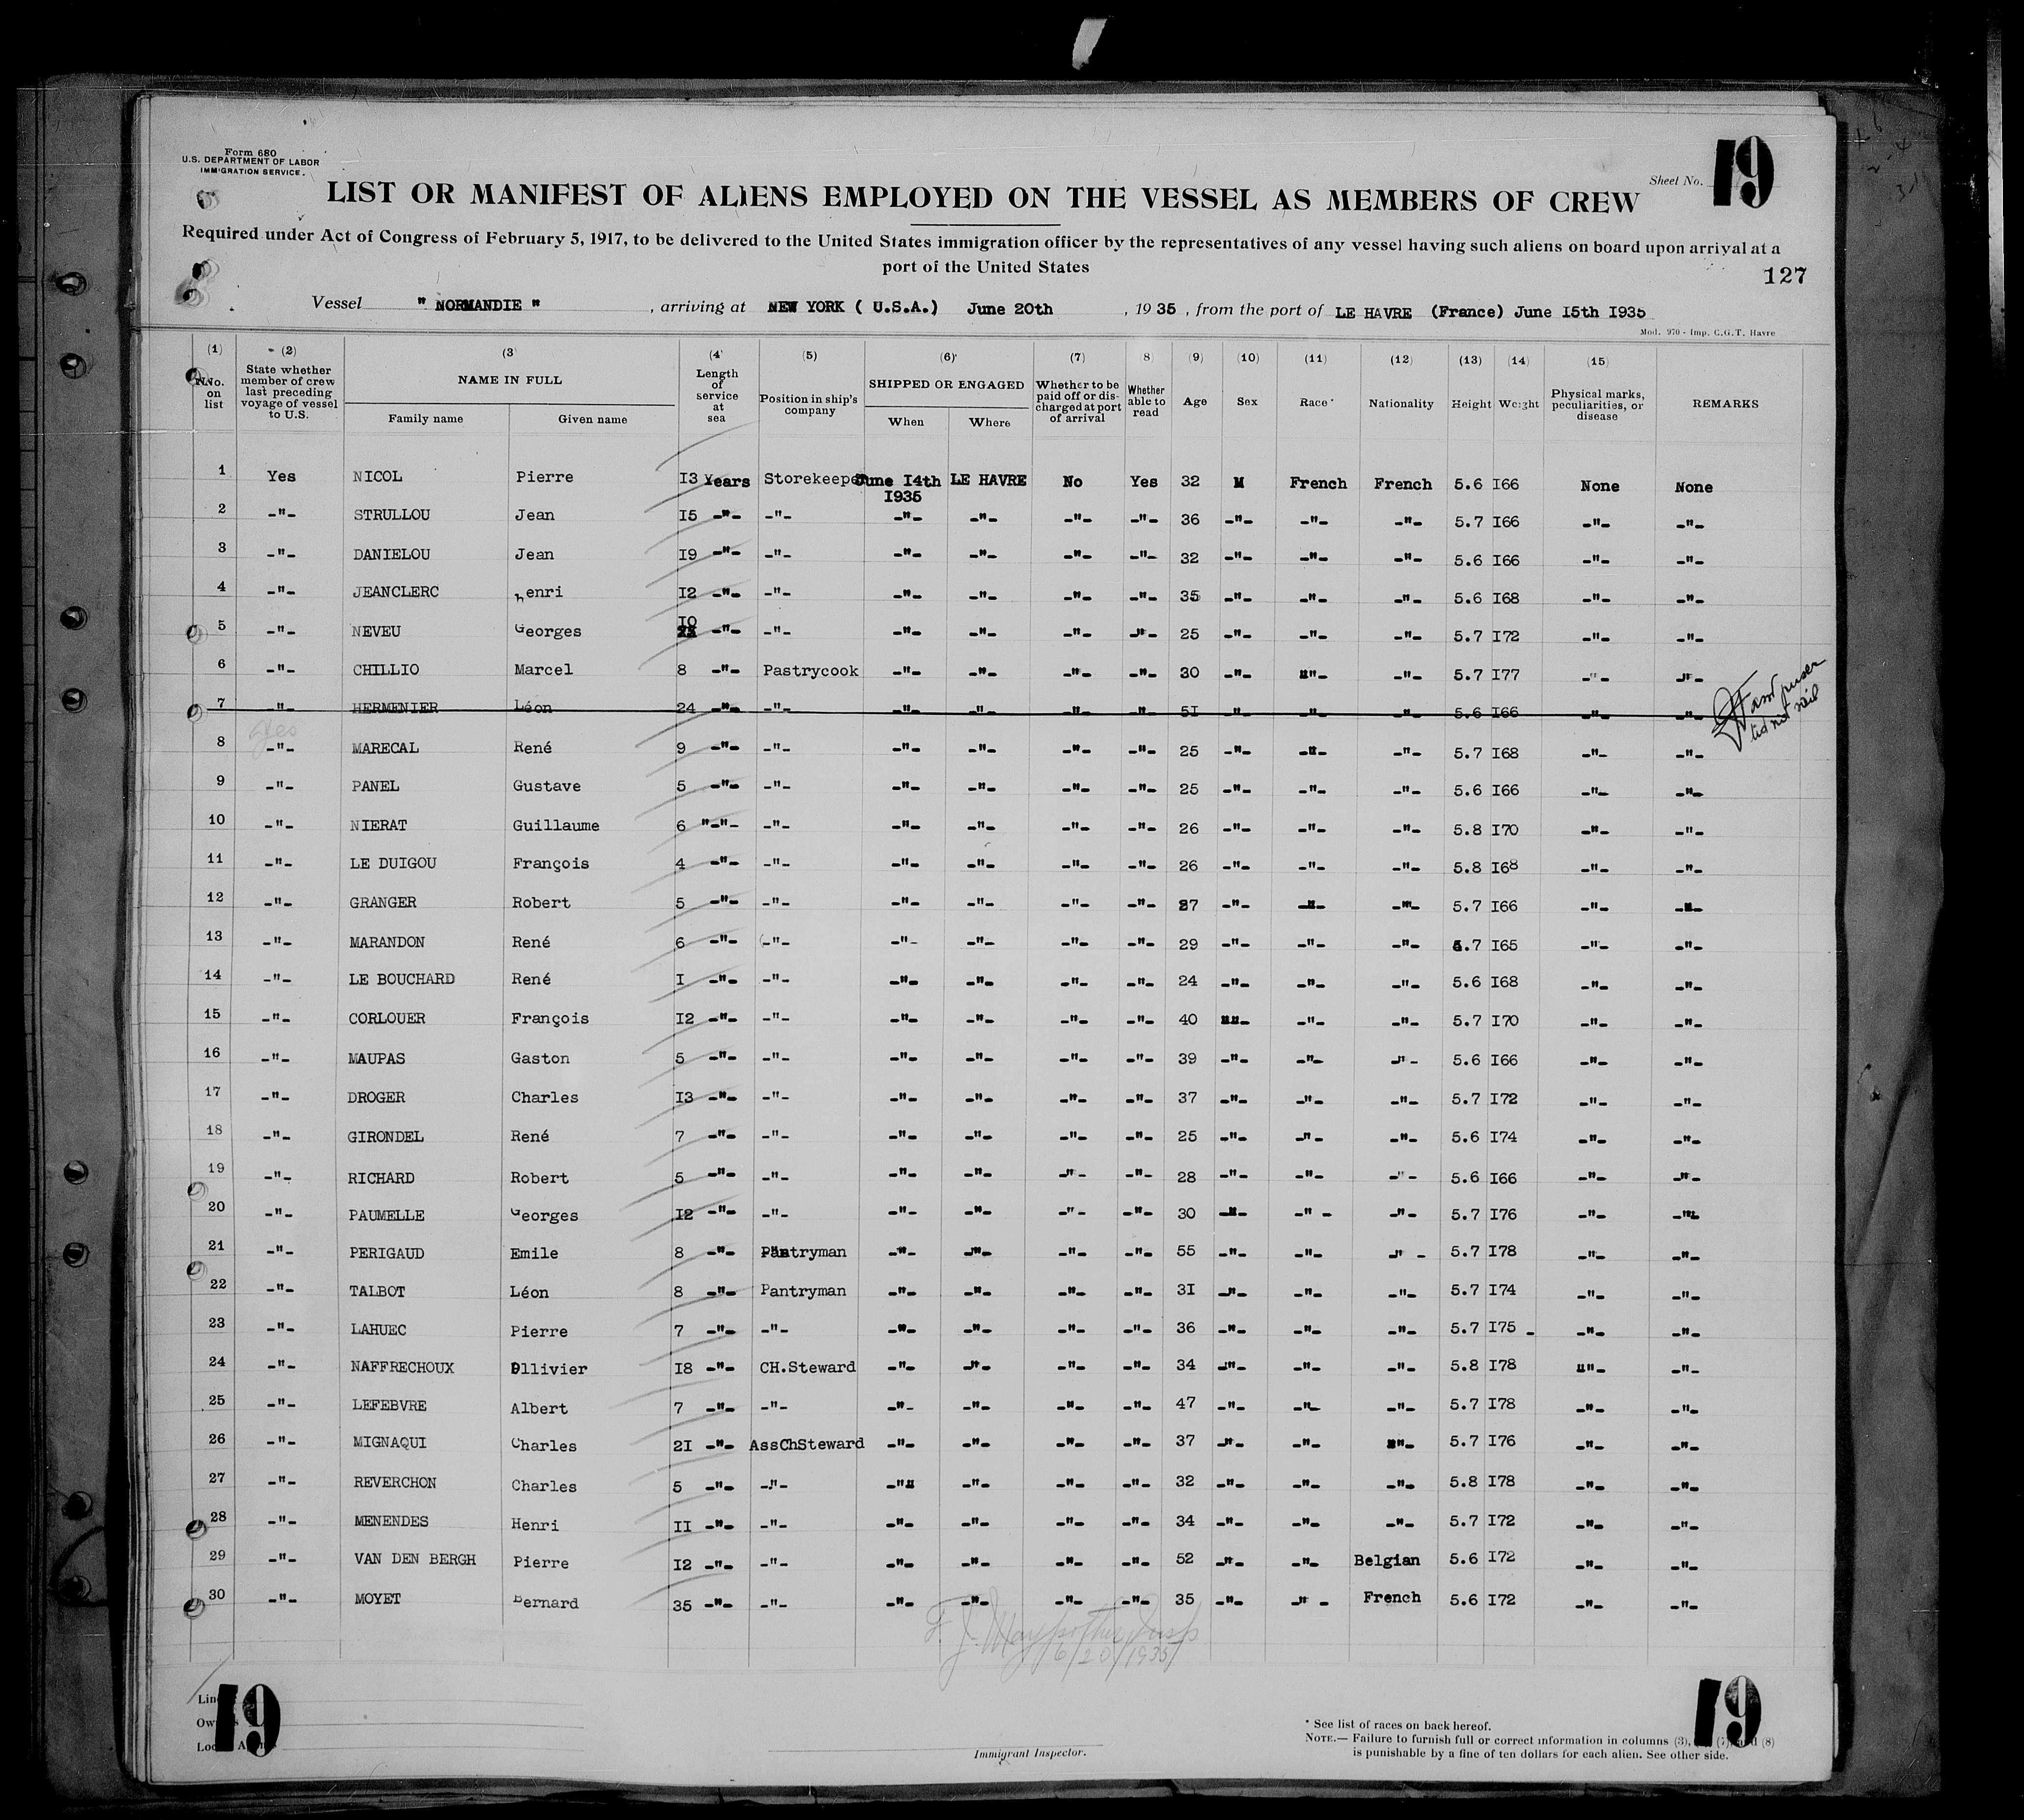 Form 680
U.S. DEPARTMENT OF LABOR
IMMIGRATION SERVICE.
Sheet No. 19
LIST OR MANIFEST OF ALIENS EMPLOYED ON THE VESSEL AS MEMBERS OF CREW
Required under Act of Congress of February 5, 1917, to be delivered to the United States immigration officer by the representatives of any vessel having such aliens on board upon arrival at a
port of the United States
127
Vessel " NORMANDIE " , arriving at NEW YORK ( U.S.A.) June 20th , 19 35 , from the port of LE HAVRE (France) June I5th I935
Mod. 970 - Imp. C.G.T. Havre
(1) (2) (3) (4) (5) (6) (7) (8) (9) (10) (11) (12) (13) (14) (15)
No. on list State whether member of crew last preceding voyage of vessel to U.S. NAME IN FULL Family name Given name Length of service at sea Position in ship's company SHIPPED OR ENGAGED When Where Whether to be paid off or discharged at port of arrival Whether able to read Age Sex Race * Nationality Height Weight Physical marks, peculiarities, or disease REMARKS
1 Yes NICOL Pierre I3 Years Storekeeper June I4th I935 LE HAVRE No Yes 32 M French French 5.6 I66 None None
2 -"- STRULLOU Jean I5 -"- -"- -"- -"- -"- -"- 36 -"- -"- -"- 5.7 I66 -"- -"-
3 -"- DANIELOU Jean I9 -"- -"- -"- -"- -"- -"- 32 -"- -"- -"- 5.6 I66 -"- -"-
4 -"- JEANCLERC Henri I2 -"- -"- -"- -"- -"- -"- 35 -"- -"- -"- 5.6 I68 -"- -"-
5 -"- NEVEU Georges I0 -"- -"- -"- -"- -"- -"- 25 -"- -"- -"- 5.7 I72 -"- -"-
6 -"- CHILLIO Marcel 8 -"- Pastrycook -"- -"- -"- -"- 30 -"- -"- -"- 5.7 I77 -"- -"-
7 -"- HERMENIER Léon 24 -"- -"- -"- -"- -"- -"- 5I -"- -"- -"- 5.6 I66 -"- -"- did not sail
Yes
8 -"- MARECAL René 9 -"- -"- -"- -"- -"- -"- 25 -"- -"- -"- 5.7 I68 -"- -"-
9 -"- PANEL Gustave 5 -"- -"- -"- -"- -"- -"- 25 -"- -"- -"- 5.6 I66 -"- -"-
10 -"- NIERAT Guillaume 6 "-"- -"- -"- -"- -"- -"- 26 -"- -"- -"- 5.8 I70 -"- -"-
11 -"- LE DUIGOU François 4 -"- -"- -"- -"- -"- -"- 26 -"- -"- -"- 5.8 I68 -"- -"-
12 -"- GRANGER Robert 5 -"- -"- -"- -"- -"- -"- 27 -"- -"- -"- 5.7 I66 -"- -"-
13 -"- MARANDON René 6 -"- -"- -"- -"- -"- -"- 29 -"- -"- -"- 5.7 I65 -"- -"-
14 -"- LE BOUCHARD René I -"- -"- -"- -"- -"- -"- 24 -"- -"- -"- 5.6 I68 -"- -"-
15 -"- CORLOUER François I2 -"- -"- -"- -"- -"- -"- 40 -"- -"- -"- 5.7 I70 -"- -"-
16 -"- MAUPAS Gaston 5 -"- -"- -"- -"- -"- -"- 39 -"- -"- -"- 5.6 I66 -"- -"-
17 -"- DROGER Charles I3 -"- -"- -"- -"- -"- -"- 37 -"- -"- -"- 5.7 I72 -"- -"-
18 -"- GIRONDEL René 7 -"- -"- -"- -"- -"- -"- 25 -"- -"- -"- 5.6 I74 -"- -"-
19 -"- RICHARD Robert 5 -"- -"- -"- -"- -"- -"- 28 -"- -"- -"- 5.6 I66 -"- -"-
20 -"- PAUMELLE Georges I2 -"- -"- -"- -"- -"- -"- 30 -"- -"- -"- 5.7 I76 -"- -"-
21 -"- PERIGAUD Emile 8 -"- Pantryman -"- -"- -"- -"- 55 -"- -"- -"- 5.7 I78 -"- -"-
22 -"- TALBOT Léon 8 -"- Pantryman -"- -"- -"- -"- 3I -"- -"- -"- 5.7 I74 -"- -"-
23 -"- LAHUEC Pierre 7 -"- -"- -"- -"- -"- -"- 36 -"- -"- -"- 5.7 I75 - -"- -"-
24 -"- NAFFRECHOUX Ollivier I8 -"- CH.Steward -"- -"- -"- -"- 34 -"- -"- -"- 5.8 I78 -"- -"-
25 -"- LEFEBVRE Albert 7 -"- -"- -"- -"- -"- -"- 47 -"- -"- -"- 5.7 I78 -"- -"-
26 -"- MIGNAQUI Charles 2I -"- AssChSteward -"- -"- -"- -"- 37 -"- -"- -"- 5.7 I76 -"- -"-
27 -"- REVERCHON Charles 5 -"- -"- -"- -"- -"- -"- 32 -"- -"- -"- 5.8 I78 -"- -"-
28 -"- MENENDES Henri II -"- -"- -"- -"- -"- -"- 34 -"- -"- -"- 5.7 I72 -"- -"-
29 -"- VAN DEN BERGH Pierre I2 -"- -"- -"- -"- -"- -"- 52 -"- -"- Belgian 5.6 I72 -"- -"-
30 -"- MOYET Bernard 35 -"- -"- -"- -"- -"- -"- 35 -"- -"- French 5.6 I72 -"- -"-
F. J. Insp
6/20/1935
Line
Owners
Local Agents
19
19
Immigrant Inspector.
* See list of races on back hereof.
NOTE.— Failure to furnish full or correct information in columns (3), (7) and (8)
is punishable by a fine of ten dollars for each alien. See other side.